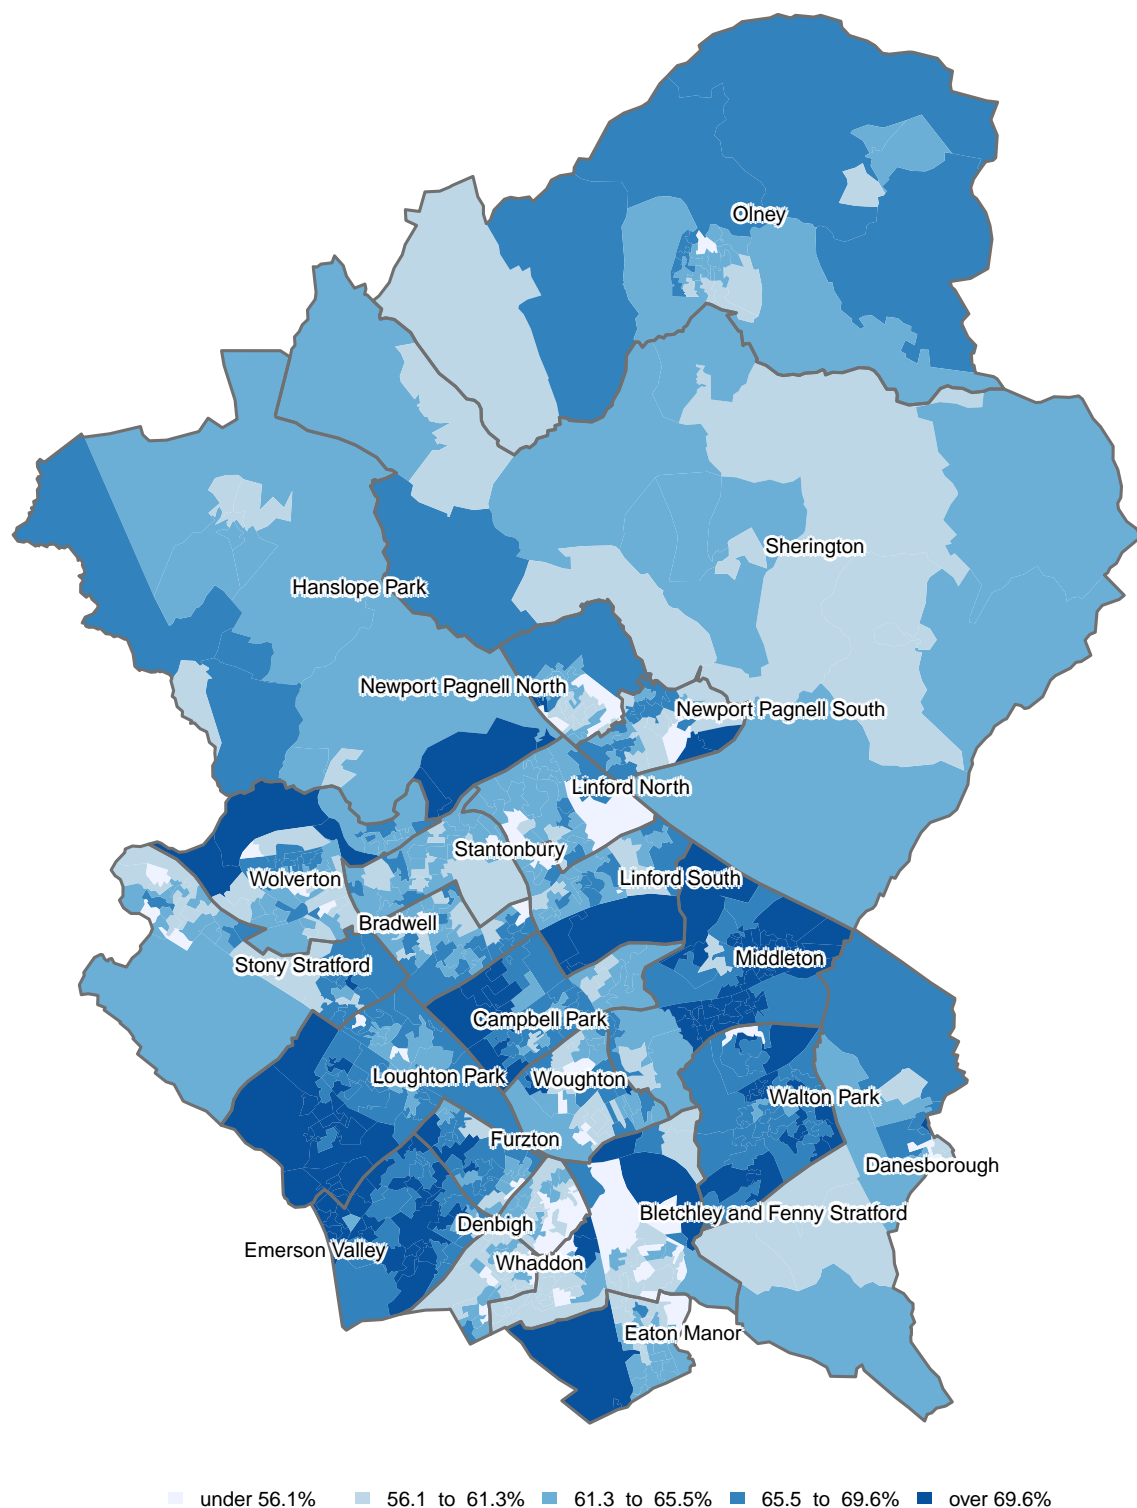 Olney
Sherington
Hanslope Park
Newport Pagnell North
Newport Pagnell South
Linford North
Stantonbury
Linford South
Wolverton
Bradwell
Middleton
Stony Stratford
Campbell Park
Loughton Park
Woughton
Walton Park
Furzton
Danesborough
Bletchley and Fenny Stratford
Denbigh
Emerson Valley
Whaddon
Eaton Manor
under 56.1% 56.1 to 61.3% 61.3 to 65.5% 65.5 to 69.6% over 69.6%